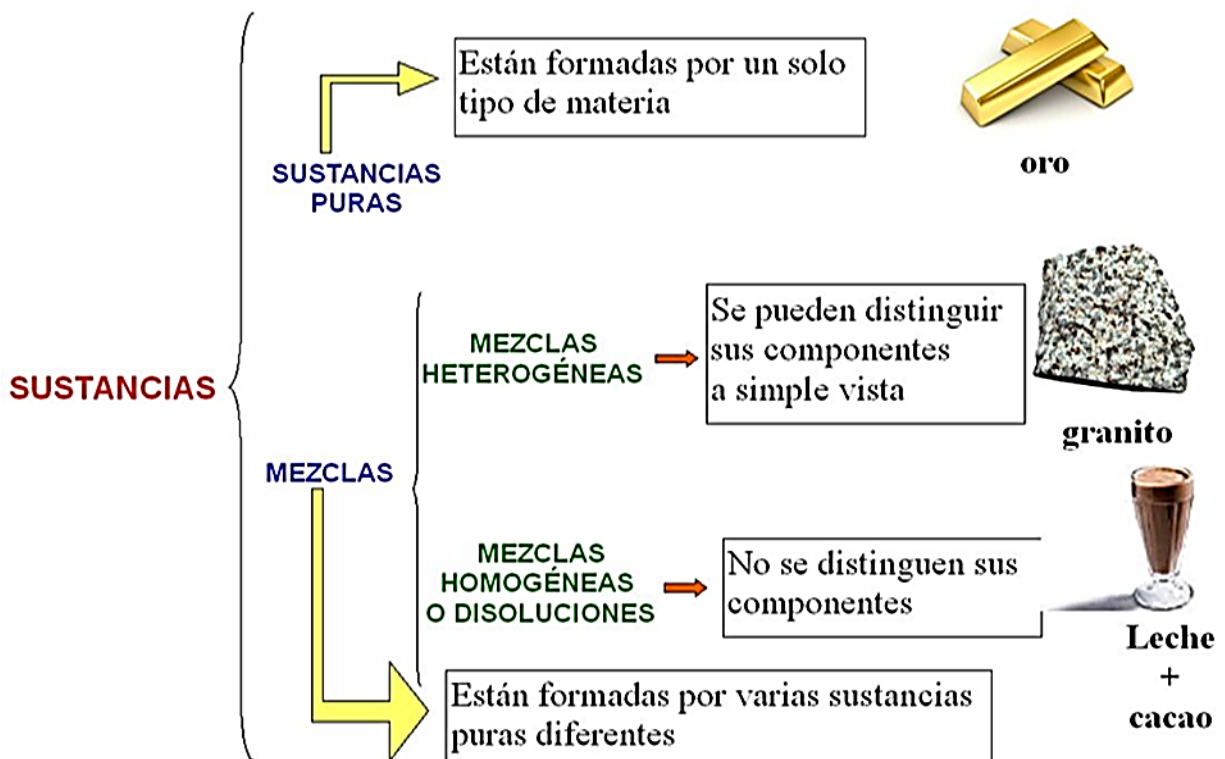 Están formadas por un solo
tipo de materia
oro
SUSTANCIAS
PURAS
SUSTANCIAS
MEZCLAS
HETEROGÉNEAS
Se pueden distinguir
sus componentes
a simple vista
granito
MEZCLAS
MEZCLAS
HOMOGÉNEAS
O DISOLUCIONES
No se distinguen sus
componentes
Leche
+
cacao
Están formadas por varias sustancias
puras diferentes